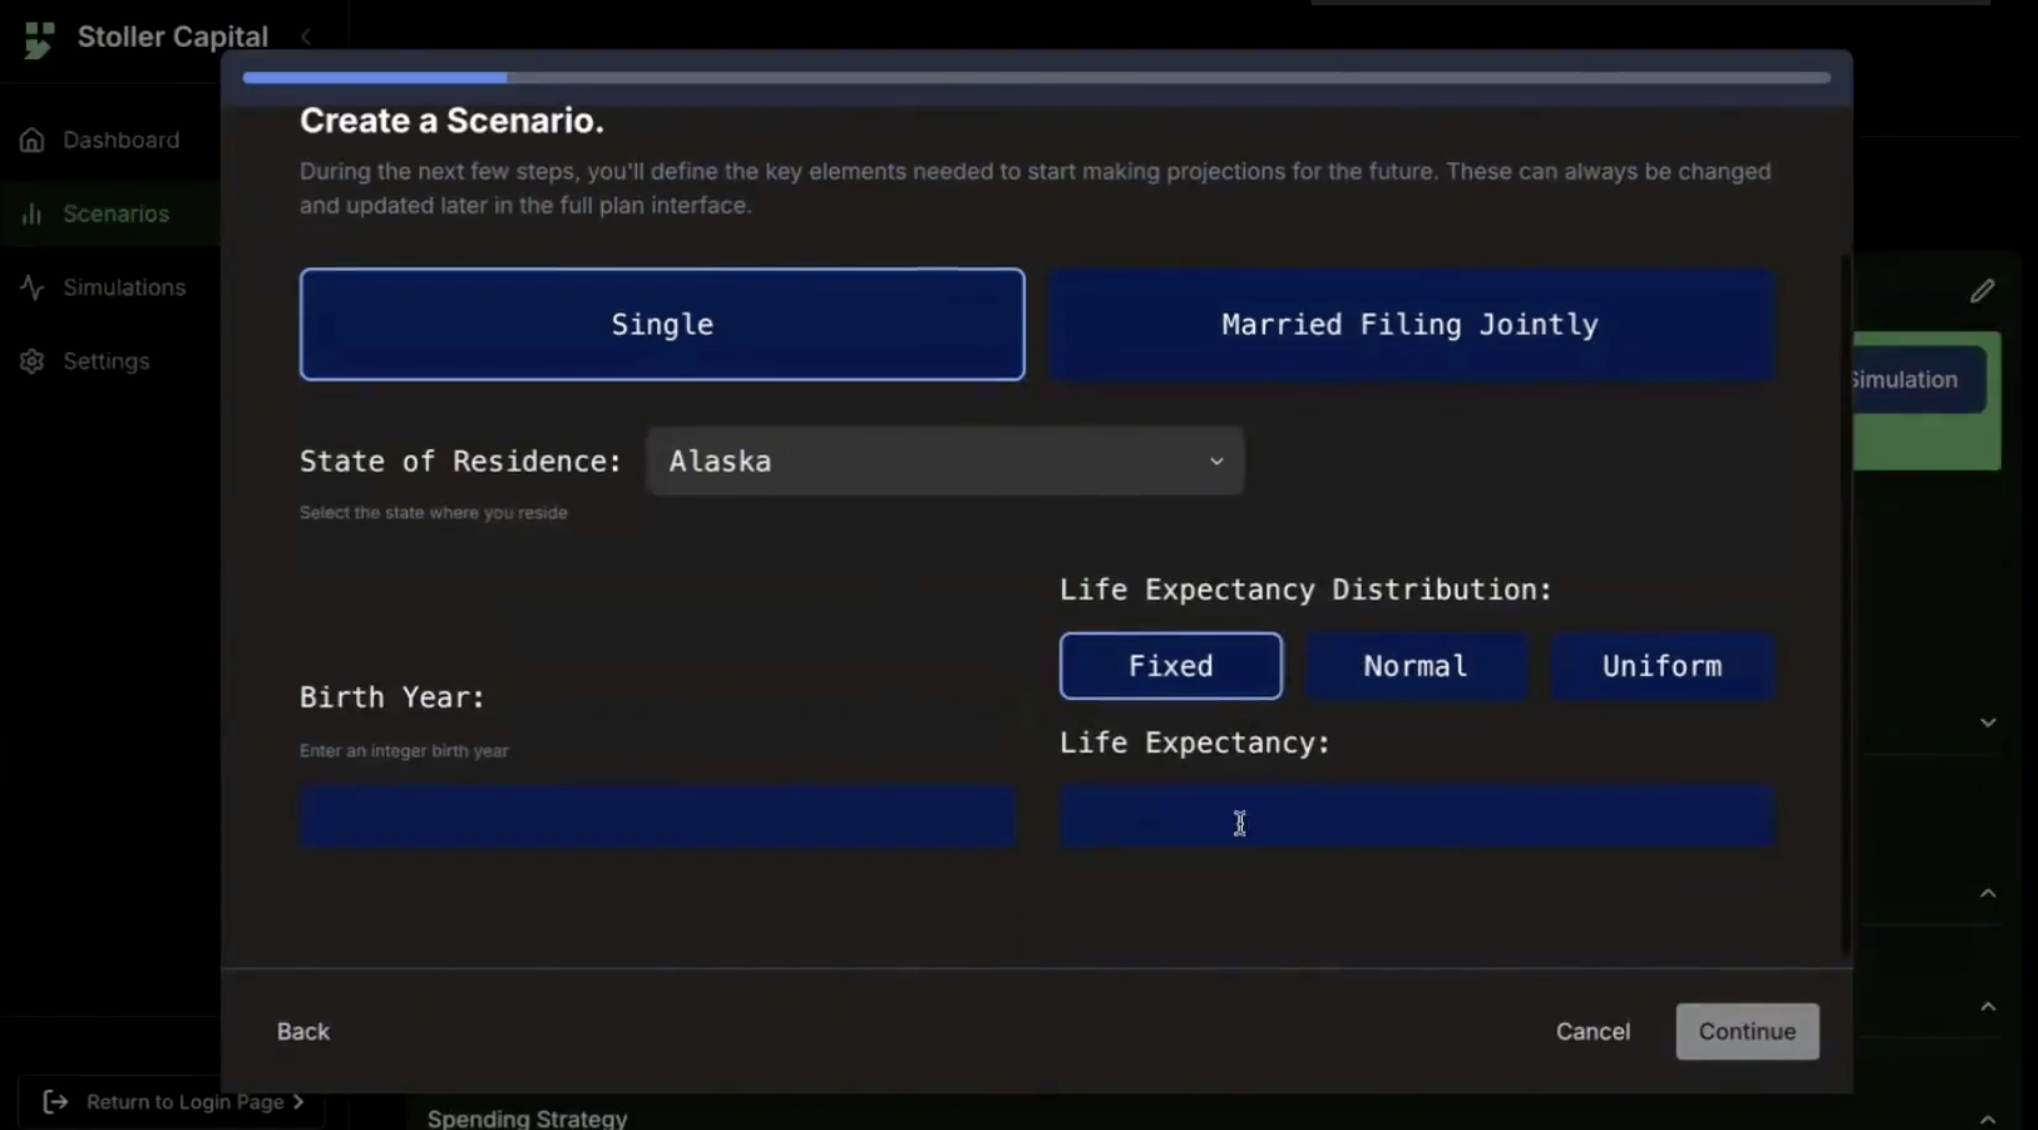 Stoller Capital
Dashboard
Scenarios
Simulations
Settings
Return to Login Page
Create a Scenario.
During the next few steps, you'll define the key elements needed to start making projections for the future. These can always be changed
and updated later in the full plan interface.
Single
Married Filing Jointly
State of Residence:
Alaska
Select the state where you reside
Birth Year:
Enter an integer birth year
Life Expectancy Distribution:
Fixed
Normal
Uniform
Life Expectancy:
Back
Cancel
Continue
Simulation
Spending Strategy